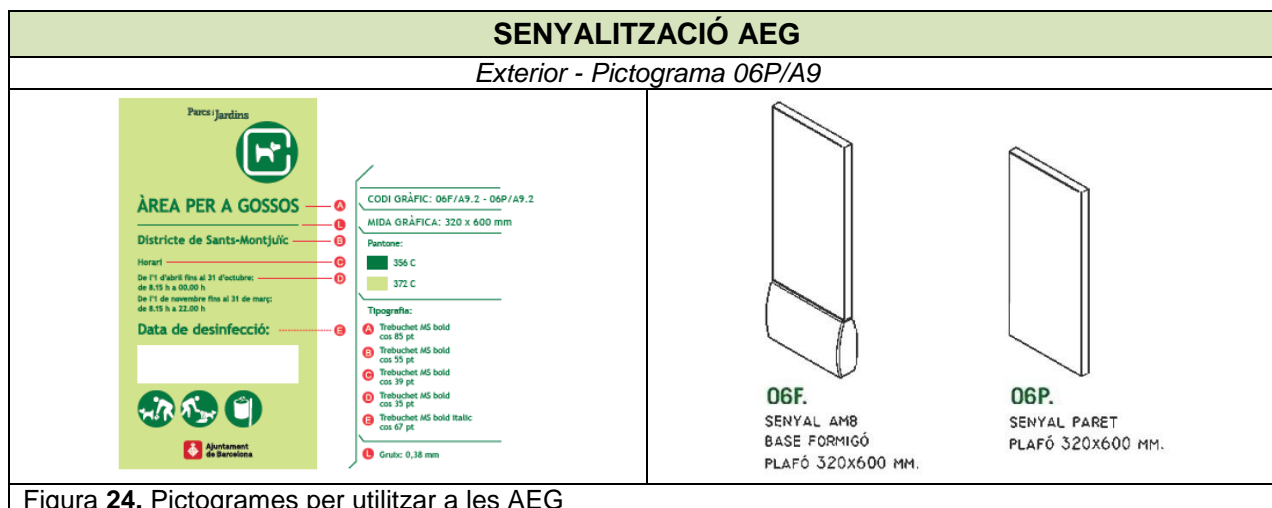 SENYALITZACIÓ AEG
Exterior - Pictograma 06P/A9
Parcs i Jardins
ÀREA PER A GOSSOS
A
L
Districte de Sants-Montjuïc
B
Horari
C
De l'1 d'abril fins al 31 d'octubre:
D
de 8.15 h a 00.00 h
De l'1 de novembre fins al 31 de març:
de 8.15 h a 22.00 h
Data de desinfecció:
E
Ajuntament
de Barcelona
CODI GRÀFIC: 06F/A9.2 - 06P/A9.2
MIDA GRÀFICA: 320 x 600 mm
Pantone:
356 C
372 C
Tipografia:
A Trebuchet MS bold
cos 85 pt
B Trebuchet MS bold
cos 55 pt
C Trebuchet MS bold
cos 39 pt
D Trebuchet MS bold
cos 35 pt
E Trebuchet MS bold italic
cos 67 pt
L Gruix: 0,38 mm
06F.
SENYAL AMB
BASE FORMIGÓ
PLAFÓ 320X600 MM.
06P.
SENYAL PARET
PLAFÓ 320X600 MM.
Figura 24. Pictogrames per utilitzar a les AEG